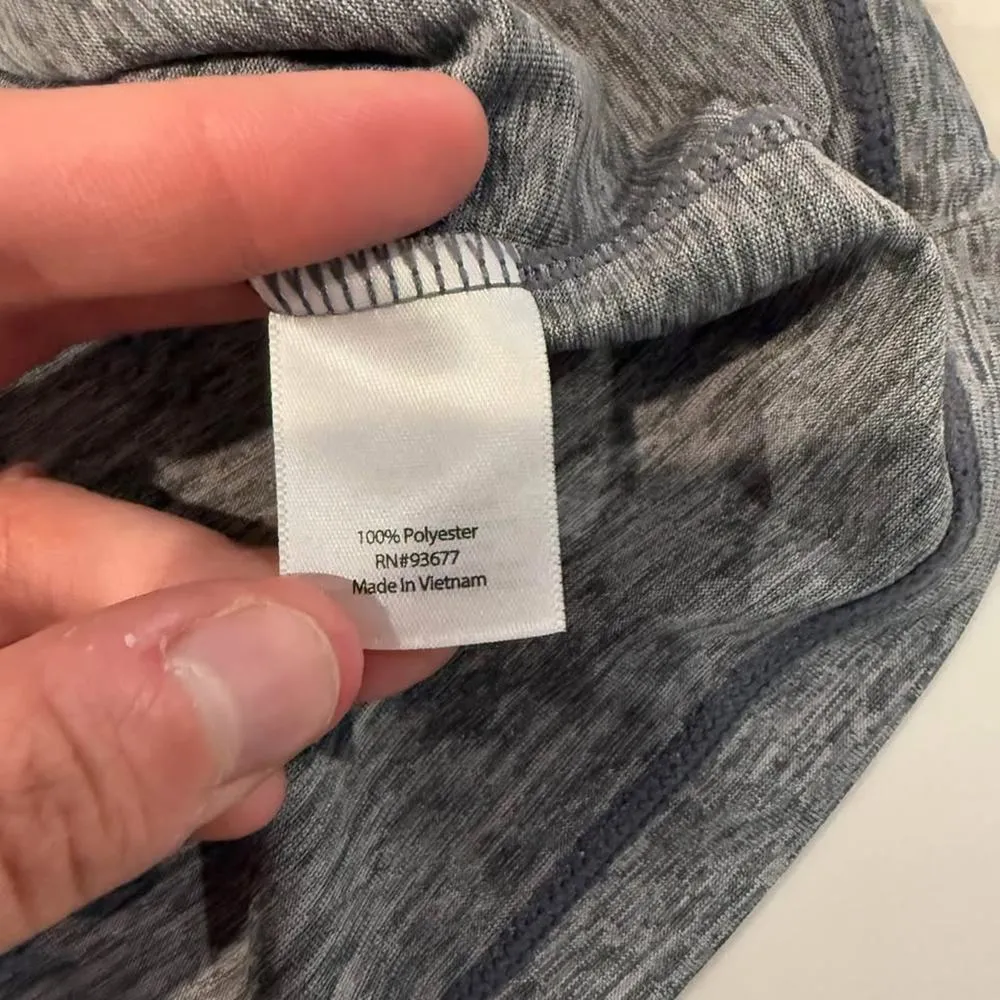 100% Polyester
RN#93677
Made In Vietnam